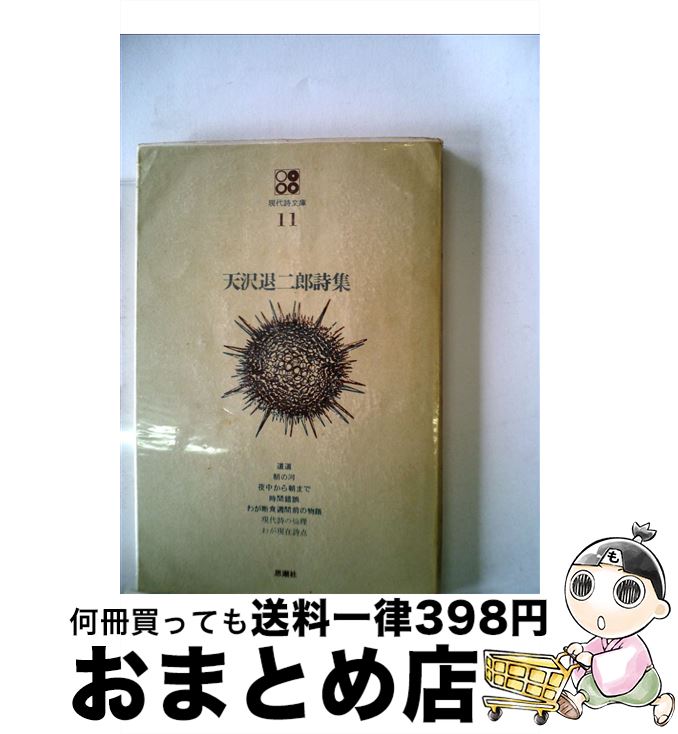 現代詩文庫
11
天沢退二郎詩集
道道
朝の河
夜中から朝まで
時間錯誤
わが断食週間前の物語
現代詩の倫理
わが現在詩点
思潮社
何冊買っても送料一律398円
おまとめ店
も